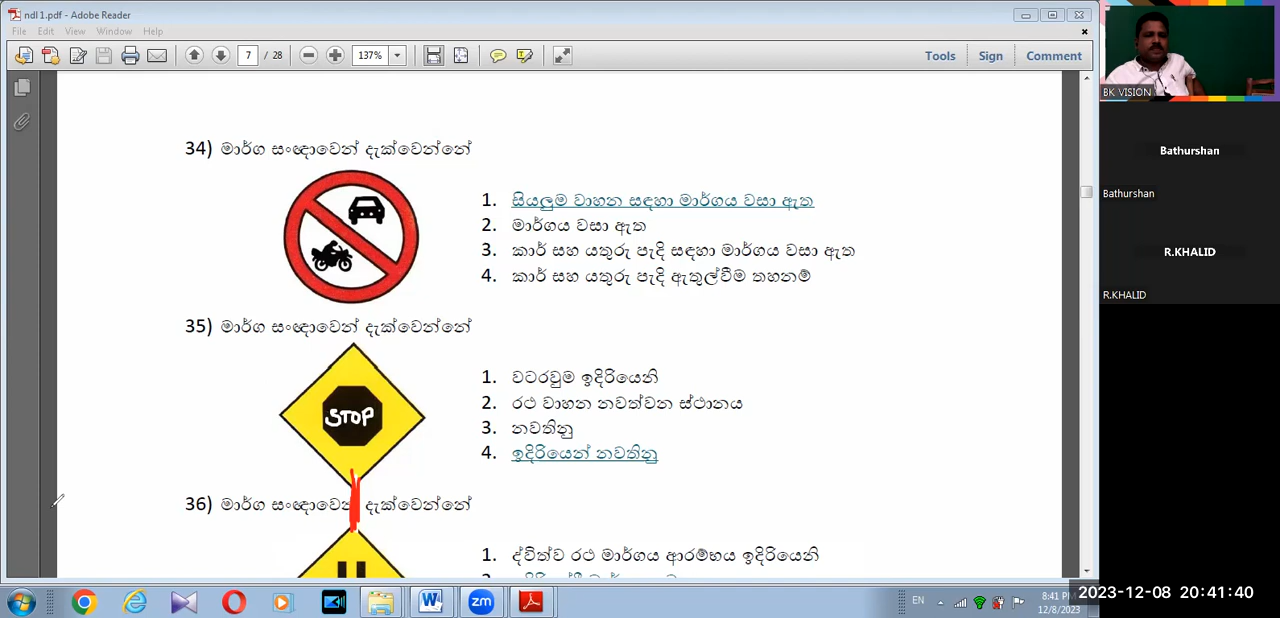 ndl 1.pdf - Adobe Reader
File Edit View Window Help
7 / 28 137% Tools Sign Comment
34) මාර්ග සංඥාවෙන් දැක්වෙන්නේ
1. සියලුම වාහන සඳහා මාර්ගය වසා ඇත
2. මාර්ගය වසා ඇත
3. කාර් සහ යතුරු පැදි සඳහා මාර්ගය වසා ඇත
4. කාර් සහ යතුරු පැදි ඇතුල්වීම තහනම්
35) මාර්ග සංඥාවෙන් දැක්වෙන්නේ
STOP
1. වටරවුම ඉදිරියෙනි
2. රථ වාහන නවත්වන ස්ථානය
3. නවතිනු
4. ඉදිරියෙන් නවතිනු
36) මාර්ග සංඥාවෙන් දැක්වෙන්නේ
1. ද්විත්ව රථ මාර්ගය ආරම්භය ඉදිරියෙනි
BK VISION
Bathurshan
Bathurshan
R.KHALID
R.KHALID
W zm
EN
8:41 PM
12/8/2023
2023-12-08 20:41:40